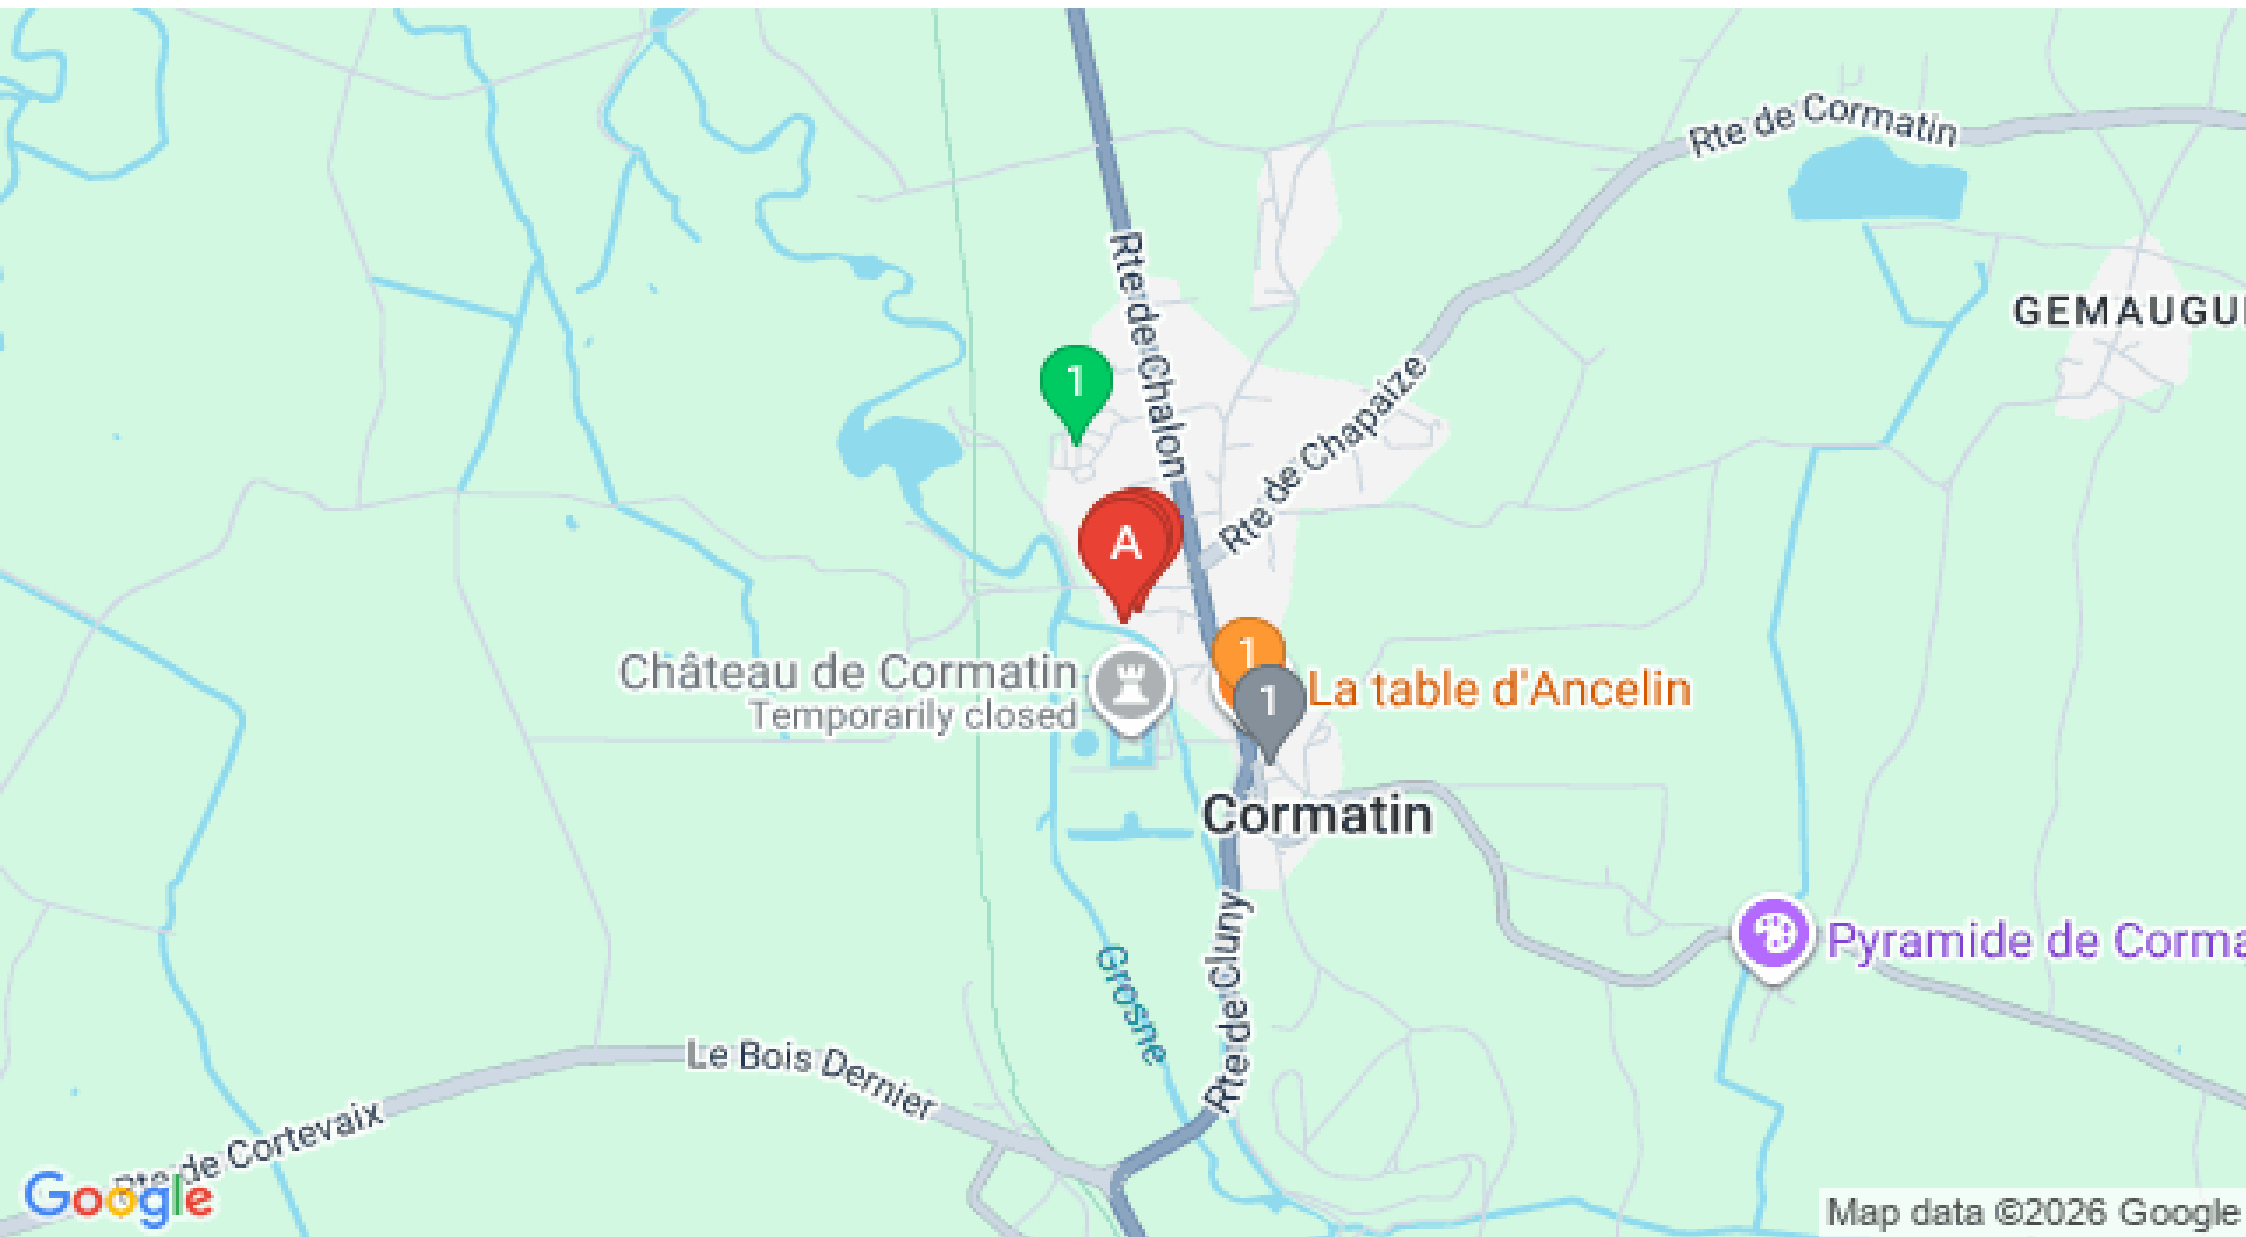 Rte de Cormatin
Rte de Chalon
GEMAUGUE
1
Rte de Chapaize
A
1
Château de Cormatin
Temporarily closed
1
La table d'Ancelin
Cormatin
Rte de Cluny
Pyramide de Corma
Grosne
Le Bois Dernier
Rte de Cortevaix
Google
Map data ©2026 Google